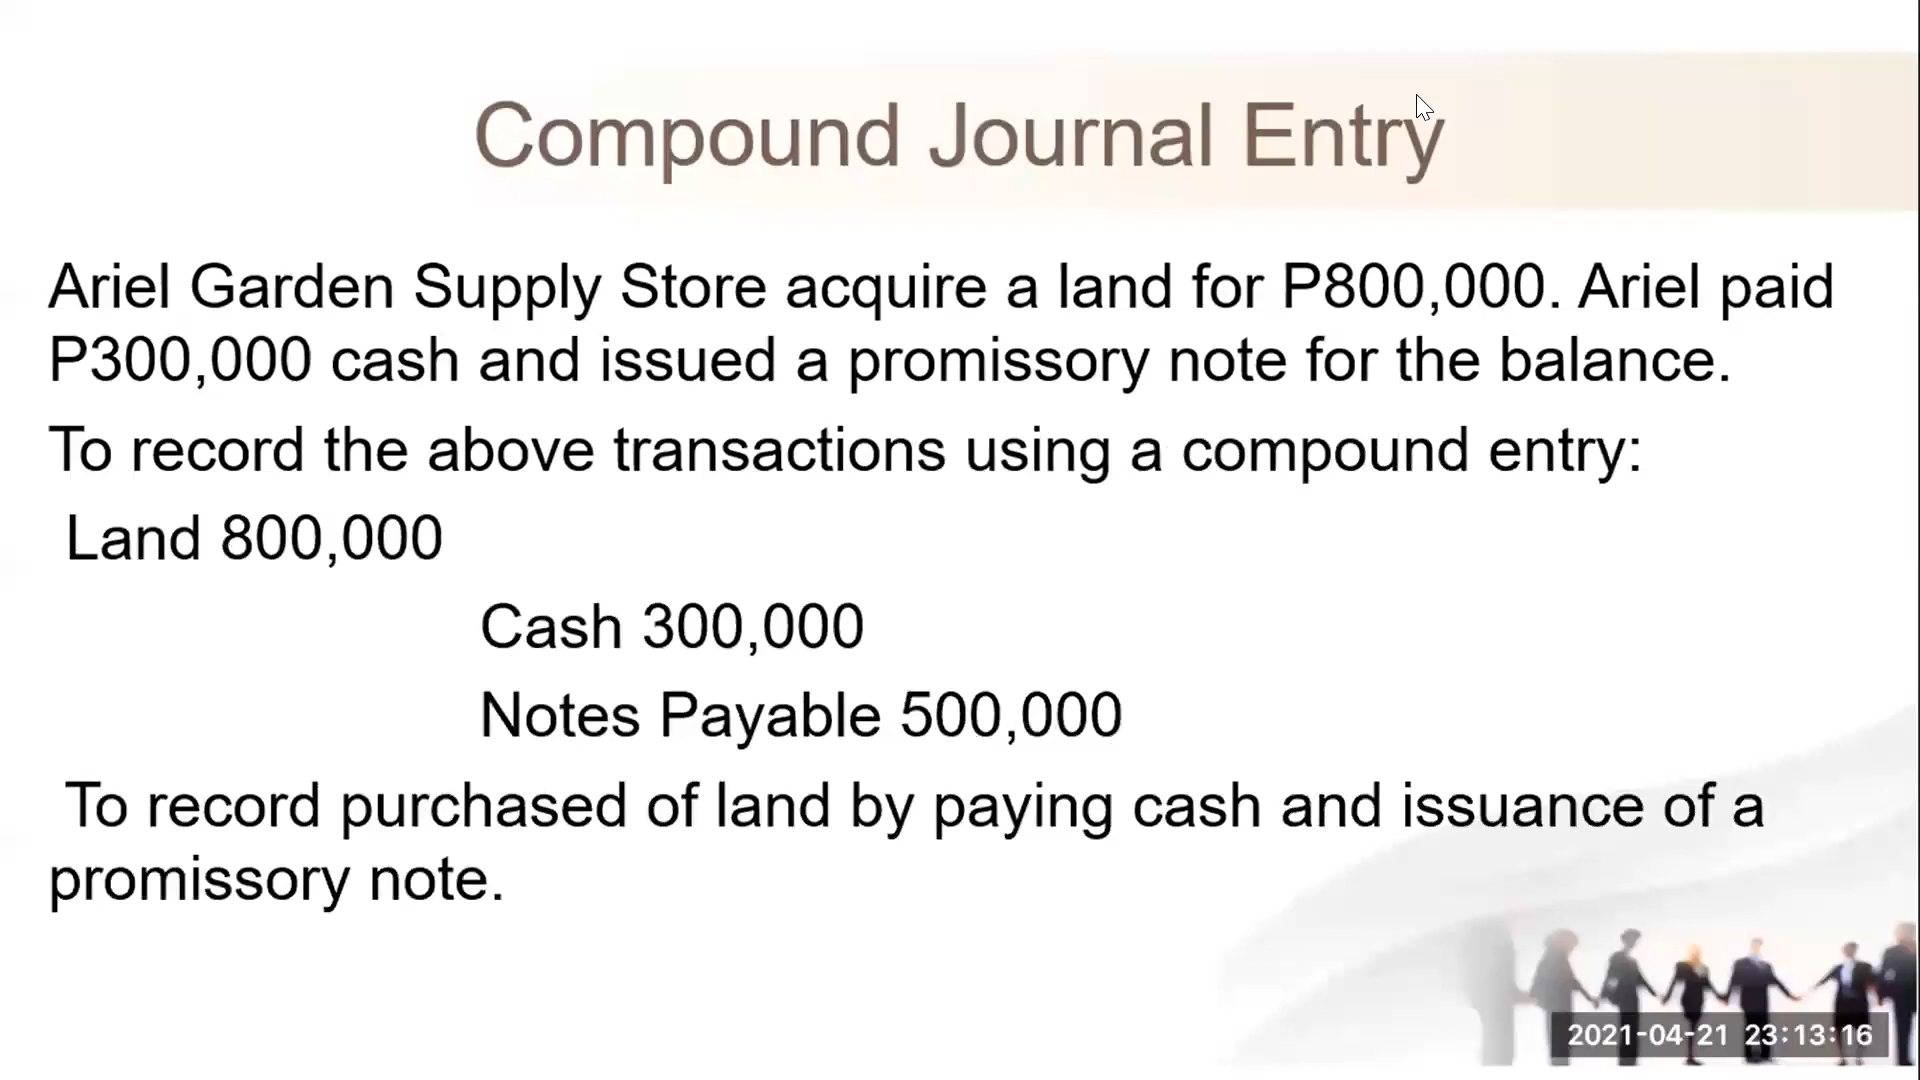 Compound Journal Entry
Ariel Garden Supply Store acquire a land for P800,000. Ariel paid
P300,000 cash and issued a promissory note for the balance.
To record the above transactions using a compound entry:
Land 800,000
Cash 300,000
Notes Payable 500,000
To record purchased of land by paying cash and issuance of a
promissory note.
2021-04-21 23:13:16